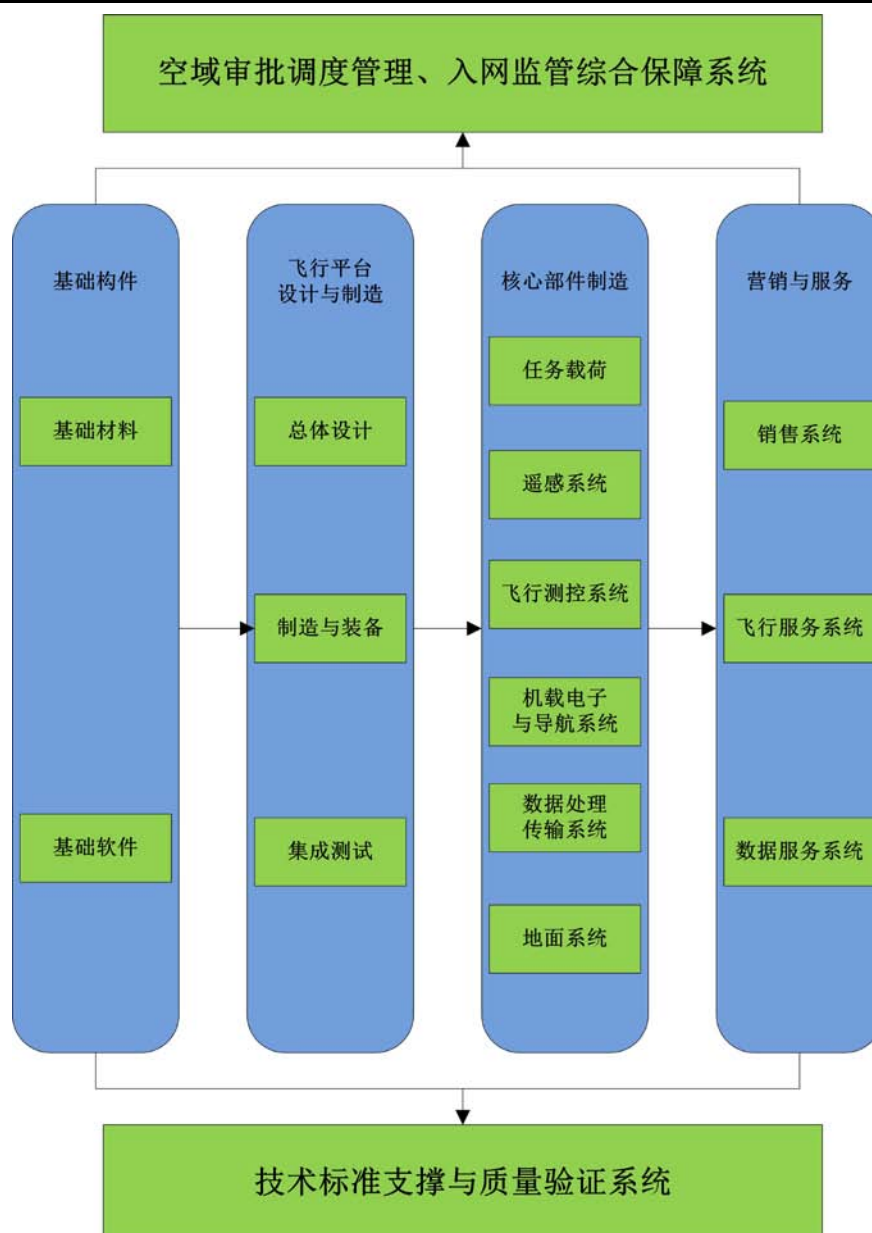 空域审批调度管理、入网监管综合保障系统
基础构件
基础材料
基础软件
飞行平台
设计与制造
总体设计
制造与装备
集成测试
核心部件制造
任务载荷
遥感系统
飞行测控系统
机载电子
与导航系统
数据处理
传输系统
地面系统
营销与服务
销售系统
飞行服务系统
数据服务系统
技术标准支撑与质量验证系统